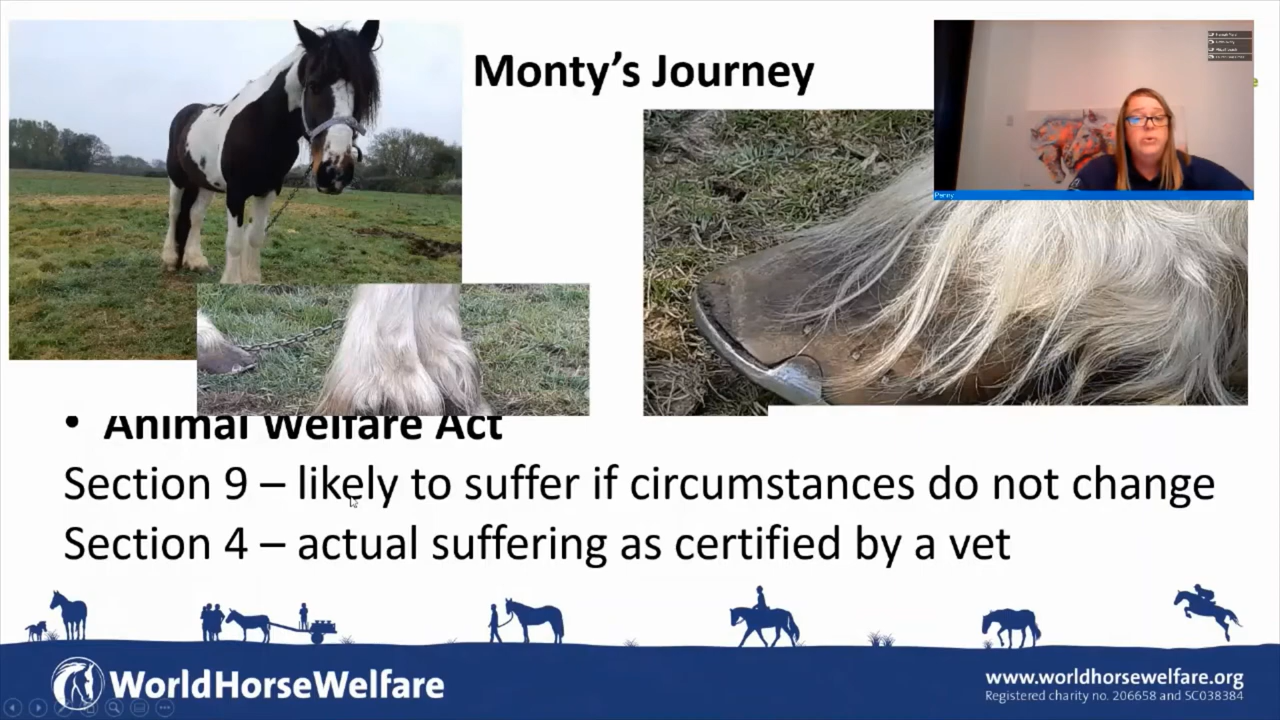 Monty's Journey
Penny
• Animal Welfare Act
Section 9 – likely to suffer if circumstances do not change
Section 4 – actual suffering as certified by a vet
WorldHorseWelfare
www.worldhorsewelfare.org
Registered charity no. 206658 and SC038384